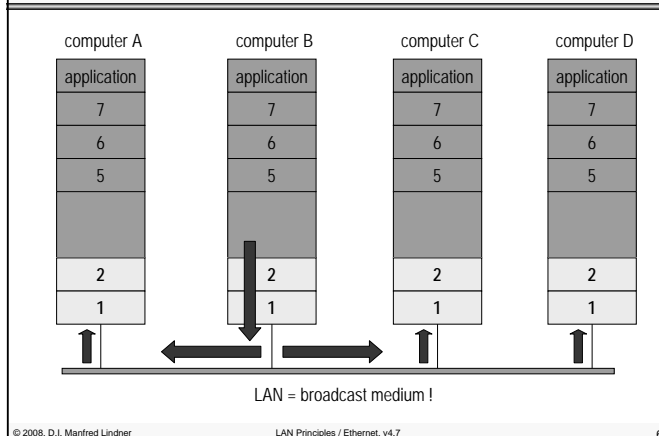 computer A computer B computer C computer D
application application application application
7 7 7 7
6 6 6 6
5 5 5 5
2 2 2 2
1 1 1 1
LAN = broadcast medium !
© 2008, D.I. Manfred Lindner LAN Principles / Ethernet, v4.7 6